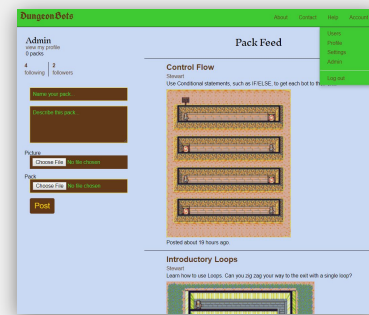 DungeonBots
About
Contact
Help
Account
Users
Profile
Settings
Admin
Log out
Admin
view my profile
0 packs
4
following
2
followers
Name your pack...
Describe this pack...
Picture
Choose File No file chosen
Pack
Choose File No file chosen
Post
Pack Feed
Control Flow
Stewart
Use Conditional statements, such as IF/ELSE, to get each bot to th
Posted about 19 hours ago.
Introductory Loops
Stewart
Learn how to use Loops. Can you zig zag your way to the exit with a single loop?